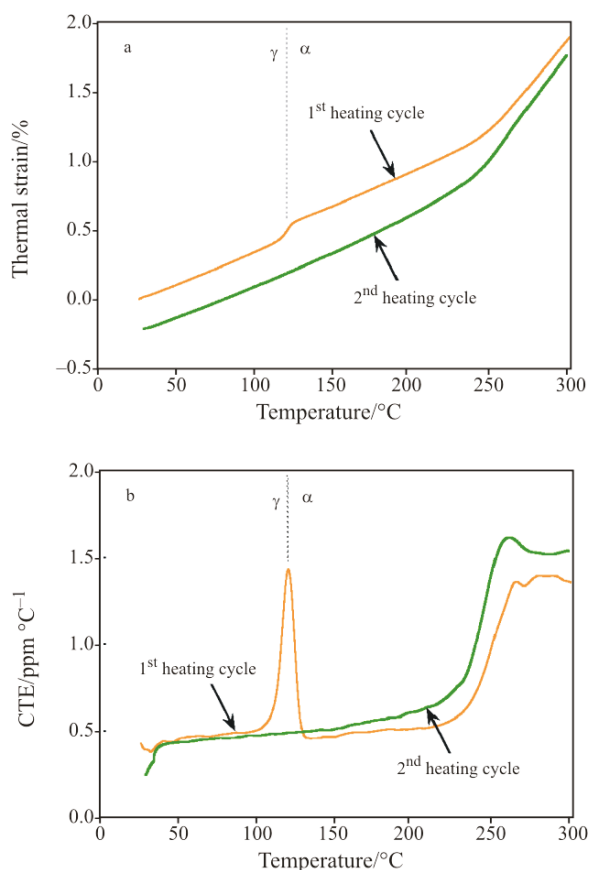 a
γ α
2.0
1.5
1.0
0.5
0.0
–0.5
Thermal strain/%
1st heating cycle
2nd heating cycle
0 50 100 150 200 250 300
Temperature/°C
b
γ α
2.0
1.5
1.0
0.5
0.0
CTE/ppm °C–1
1st heating cycle
2nd heating cycle
0 50 100 150 200 250 300
Temperature/°C